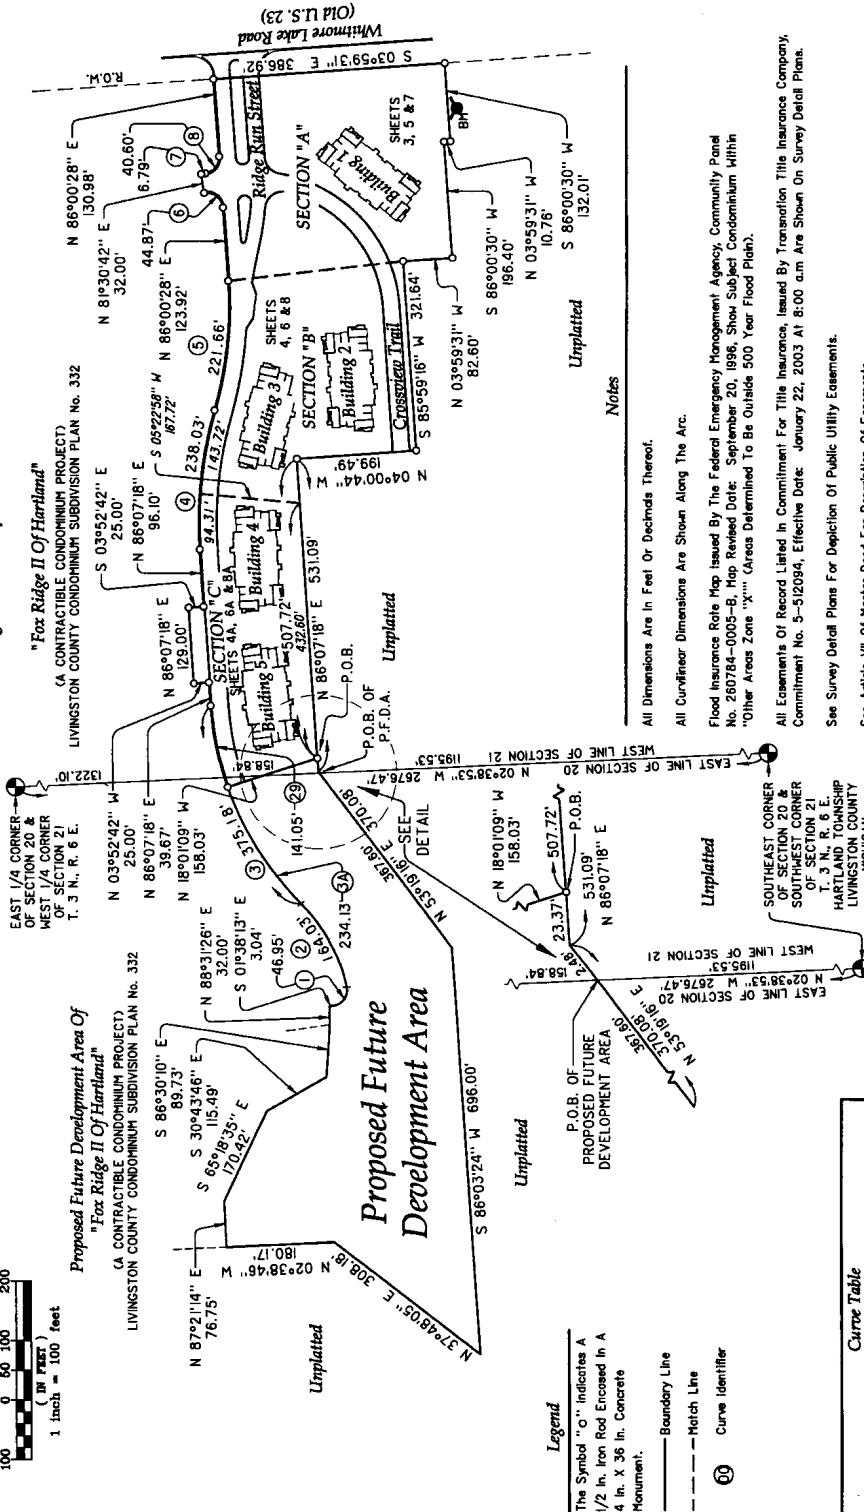 Whitmore Lake Road
(Old U.S. 23)
S 03°59'31" E 386.92'
R.O.W.
N 86°00'28" E
130.98'
40.60'
6.79'
7
8
N 81°30'42" E
32.00'
6
44.87'
N 86°00'28" E
123.92'
5
221.66'
Ridge Run Street
SECTION "A"
Building 1
SHEETS
3, 5 & 7
BM
S 86°00'30" W
132.01'
N 03°59'31" W
10.76'
S 86°00'30" W
196.40'
N 03°59'31" W
82.60'
Unplatted
SHEETS
4, 6 & 8
SECTION "B"
Building 2
Building 3
Crossview Trail
S 85°59'16" W 321.64'
N 04°00'44" W
199.49'
"Fox Ridge II Of Hartland"
(A CONTRACTIBLE CONDOMINIUM PROJECT)
LIVINGSTON COUNTY CONDOMINIUM SUBDIVISION PLAN No. 332
S 05°22'58" W
167.72'
238.03'
143.72'
4
94.31'
S 03°52'42" E
25.00'
N 86°07'18" E
96.10'
N 86°07'18" E
129.00'
SECTION "C"
SHEETS 4A, 6A & 8A
Building 4
Building 5
507.72'
432.60'
N 86°07'18" E 531.09'
Unplatted
P.O.B.
P.O.B. OF
P.F.D.A.
EAST 1/4 CORNER
OF SECTION 20 &
WEST 1/4 CORNER
OF SECTION 21
T. 3 N., R. 6 E.
1322.10'
N 03°52'42" W
25.00'
N 86°07'18" E
39.67'
N 18°01'09" W
158.03'
158.84'
29
141.05'
3
375.18'
3A
234.13'
WEST LINE OF SECTION 21
1195.53'
N 02°38'53" W 2676.47'
EAST LINE OF SECTION 20
SEE
DETAIL
367.60'
N 53°19'16" E 370.08'
SOUTHEAST CORNER
OF SECTION 20 &
SOUTHWEST CORNER
OF SECTION 21
T. 3 N., R. 6 E.
HARTLAND TOWNSHIP
LIVINGSTON COUNTY
Proposed Future Development Area Of
"Fox Ridge II Of Hartland"
(A CONTRACTIBLE CONDOMINIUM PROJECT)
LIVINGSTON COUNTY CONDOMINIUM SUBDIVISION PLAN No. 332
N 88°31'26" E
32.00'
S 01°38'13" E
3.04'
46.95'
1
2
164.03'
S 86°30'10" E
89.73'
S 30°43'46" E
115.49'
S 65°18'35" E
170.42'
N 87°21'14" E
76.75'
N 02°38'46" W
180.17'
N 37°48'05" E 308.18'
S 86°03'24" W 696.00'
Proposed Future
Development Area
Unplatted
Unplatted
Unplatted
N 18°01'09" W
158.03'
507.72'
P.O.B.
531.09'
N 86°07'18" E
23.37'
2.48'
158.84'
WEST LINE OF SECTION 21
1195.53'
N 02°38'53" W 2676.47'
EAST LINE OF SECTION 20
367.60'
370.08'
N 53°19'16" E
P.O.B. OF
PROPOSED FUTURE
DEVELOPMENT AREA
Notes
All Dimensions Are In Feet Or Decimals Thereof.
All Curvilinear Dimensions Are Shown Along The Arc.
Flood Insurance Rate Map Issued By The Federal Emergency Management Agency, Community Panel
No. 260784-0005-B, Map Revised Date: September 20, 1996, Show Subject Condominium Within
"Other Areas Zone "X"" (Areas Determined To Be Outside 500 Year Flood Plain).
All Easements Of Record Listed In Commitment For Title Insurance, Issued By Transnation Title Insurance Company,
Commitment No. 5-512094, Effective Date: January 22, 2003 At 8:00 a.m Are Shown On Survey Detail Plans.
See Survey Detail Plans For Depiction Of Public Utility Easements.
100 0 50 100 200
( IN FEET )
1 inch = 100 feet
Legend
The Symbol "o" Indicates A
1/2 In. Iron Rod Encased In A
4 In. X 36 In. Concrete
Monument.
Boundary Line
Match Line
00 Curve Identifier
Curve Table